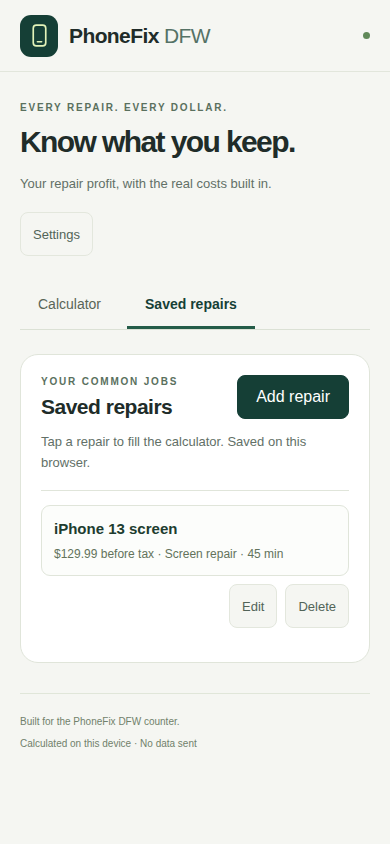 PhoneFix DFW
EVERY REPAIR. EVERY DOLLAR.
Know what you keep.
Your repair profit, with the real costs built in.
Settings
Calculator
Saved repairs
YOUR COMMON JOBS
Saved repairs
Add repair
Tap a repair to fill the calculator. Saved on this
browser.
iPhone 13 screen
$129.99 before tax · Screen repair · 45 min
Edit
Delete
Built for the PhoneFix DFW counter.
Calculated on this device · No data sent